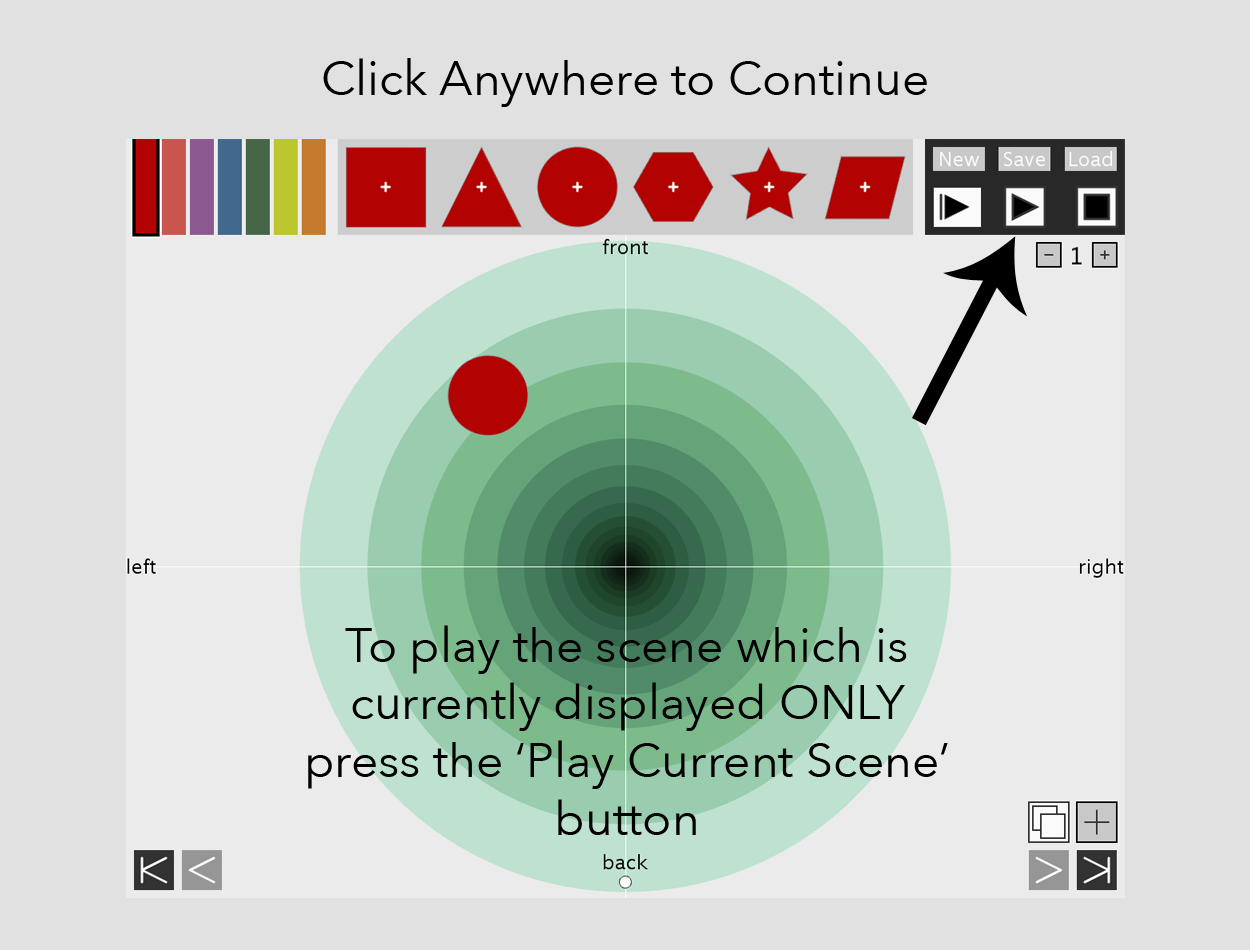 Click Anywhere to Continue
New Save Load
front
1
left
right
To play the scene which is
currently displayed ONLY
press the ‘Play Current Scene’
button
back